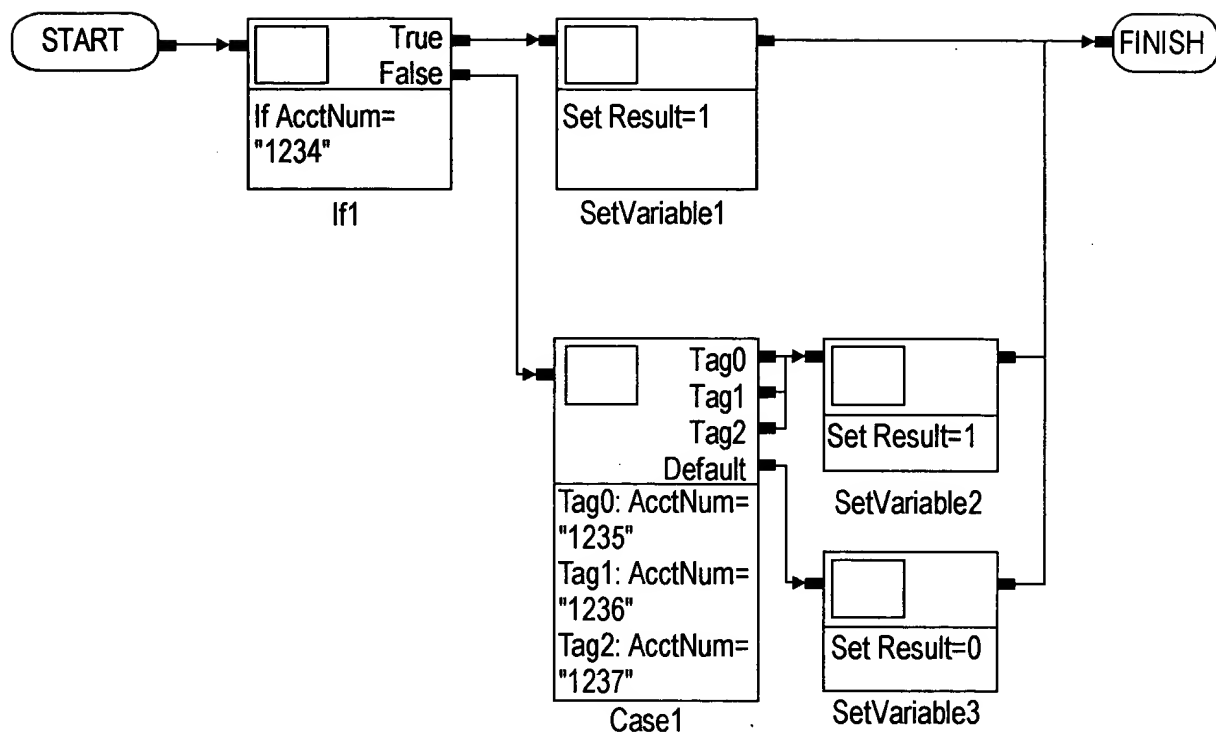 START
True
False
If AcctNum=
"1234"
If1
Set Result=1
SetVariable1
FINISH
Tag0
Tag1
Tag2
Default
Tag0: AcctNum=
"1235"
Tag1: AcctNum=
"1236"
Tag2: AcctNum=
"1237"
Case1
Set Result=1
SetVariable2
Set Result=0
SetVariable3